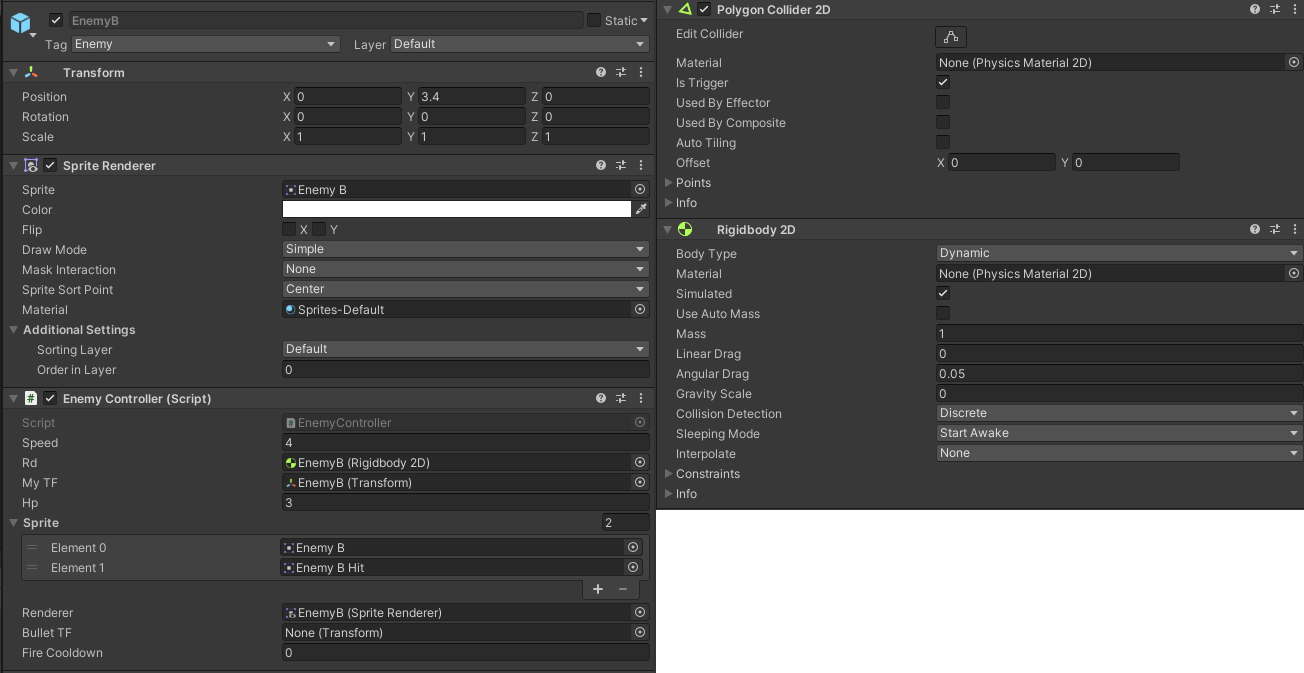 EnemyB Static
Tag Enemy Layer Default
Transform
Position X 0 Y 3.4 Z 0
Rotation X 0 Y 0 Z 0
Scale X 1 Y 1 Z 1
Sprite Renderer
Sprite Enemy B
Color
Flip X Y
Draw Mode Simple
Mask Interaction None
Sprite Sort Point Center
Material Sprites-Default
Additional Settings
Sorting Layer Default
Order in Layer 0
Enemy Controller (Script)
Script EnemyController
Speed 4
Rd EnemyB (Rigidbody 2D)
My TF EnemyB (Transform)
Hp 3
Sprite 2
Element 0 Enemy B
Element 1 Enemy B Hit
Renderer EnemyB (Sprite Renderer)
Bullet TF None (Transform)
Fire Cooldown 0
Polygon Collider 2D
Edit Collider
Material None (Physics Material 2D)
Is Trigger
Used By Effector
Used By Composite
Auto Tiling
Offset X 0 Y 0
Points
Info
Rigidbody 2D
Body Type Dynamic
Material None (Physics Material 2D)
Simulated
Use Auto Mass
Mass 1
Linear Drag 0
Angular Drag 0.05
Gravity Scale 0
Collision Detection Discrete
Sleeping Mode Start Awake
Interpolate None
Constraints
Info